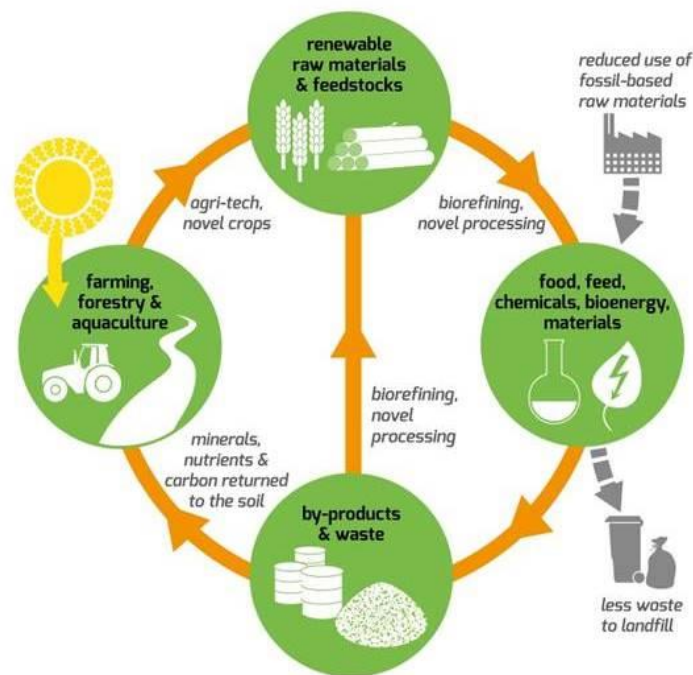 renewable
raw materials
& feedstocks
reduced use of
fossil-based
raw materials
agri-tech,
novel crops
biorefining,
novel processing
farming,
forestry &
aquaculture
food, feed,
chemicals, bioenergy,
materials
biorefining,
novel
processing
minerals,
nutrients &
carbon returned
to the soil
by-products
& waste
less waste
to landfill